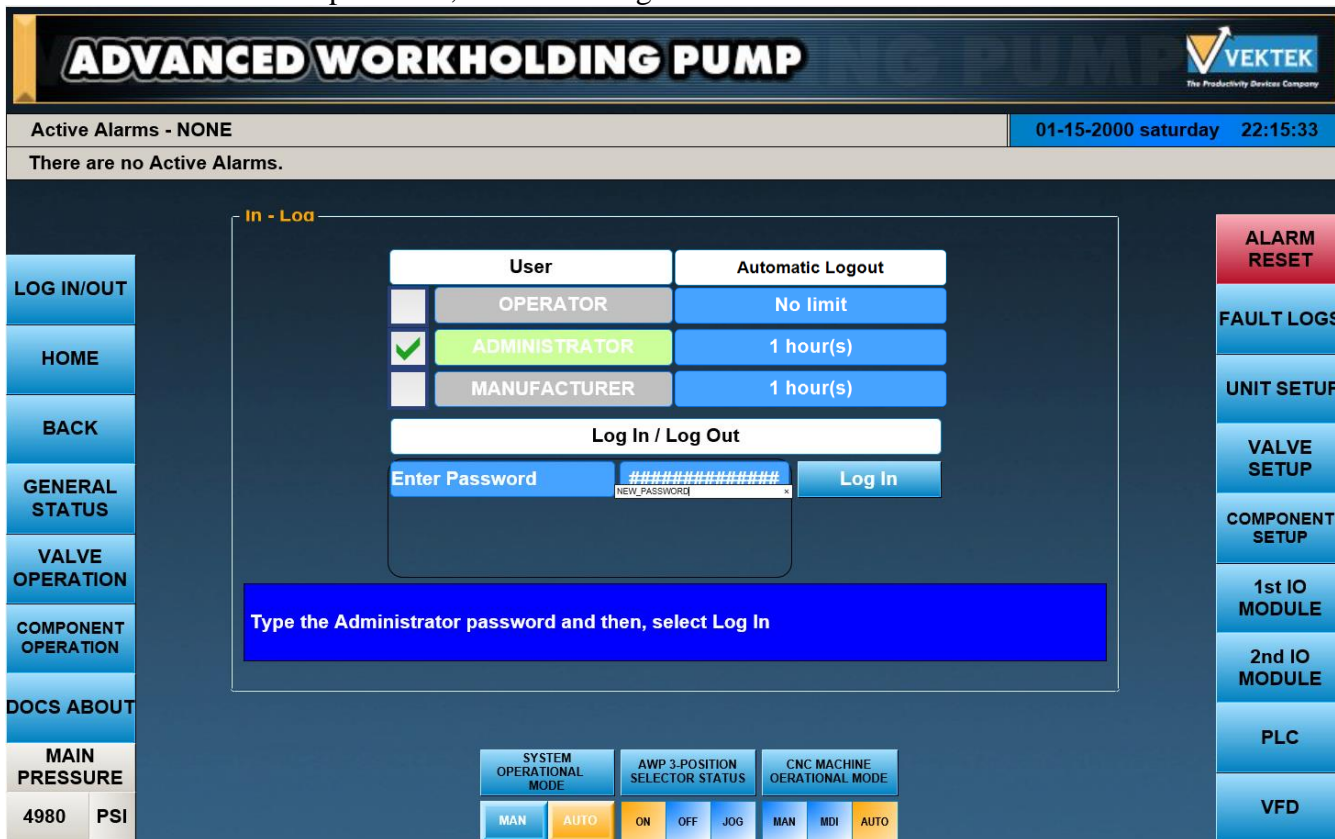 ADVANCED WORKHOLDING PUMP
VEKTEK
The Productivity Devices Company
Active Alarms - NONE
01-15-2000 saturday 22:15:33
There are no Active Alarms.
In - Log
User
Automatic Logout
OPERATOR
No limit
ADMINISTRATOR
1 hour(s)
MANUFACTURER
1 hour(s)
Log In / Log Out
Enter Password
##############
Log In
NEW_PASSWORD
×
Type the Administrator password and then, select Log In
LOG IN/OUT
HOME
BACK
GENERAL
STATUS
VALVE
OPERATION
COMPONENT
OPERATION
DOCS ABOUT
MAIN
PRESSURE
4980 PSI
ALARM
RESET
FAULT LOGS
UNIT SETUP
VALVE
SETUP
COMPONENT
SETUP
1st IO
MODULE
2nd IO
MODULE
PLC
VFD
SYSTEM
OPERATIONAL
MODE
MAN AUTO
AWP 3-POSITION
SELECTOR STATUS
ON OFF JOG
CNC MACHINE
OERATIONAL MODE
MAN MDI AUTO